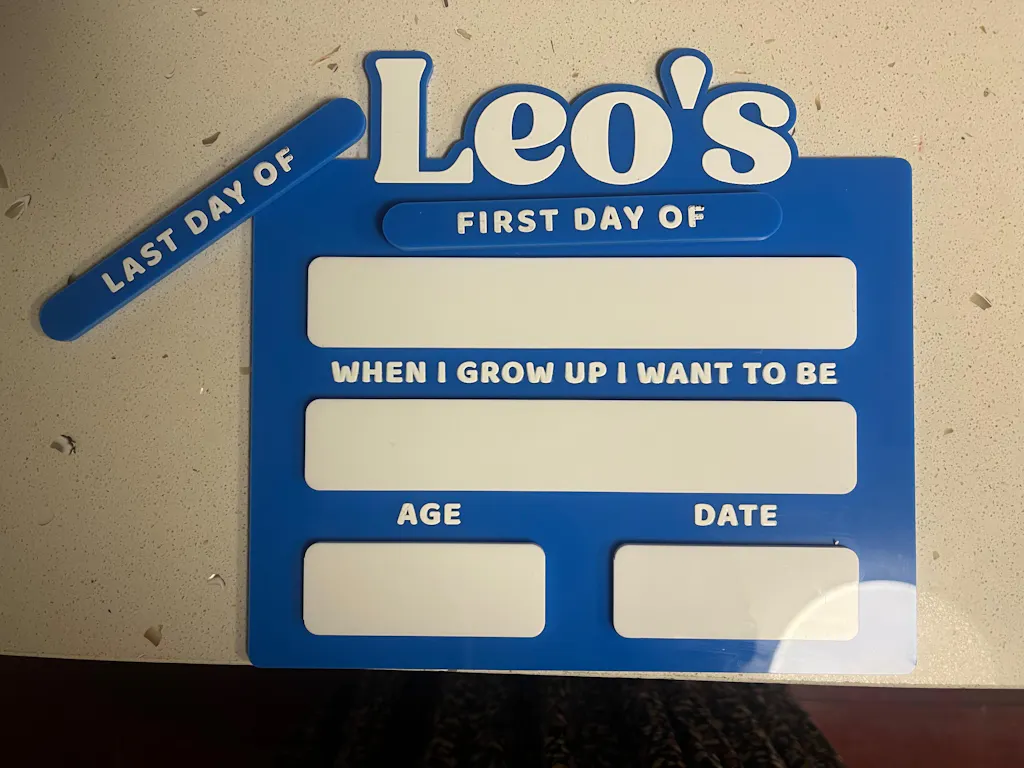 Leo's
LAST DAY OF
FIRST DAY OF
WHEN I GROW UP I WANT TO BE
AGE
DATE